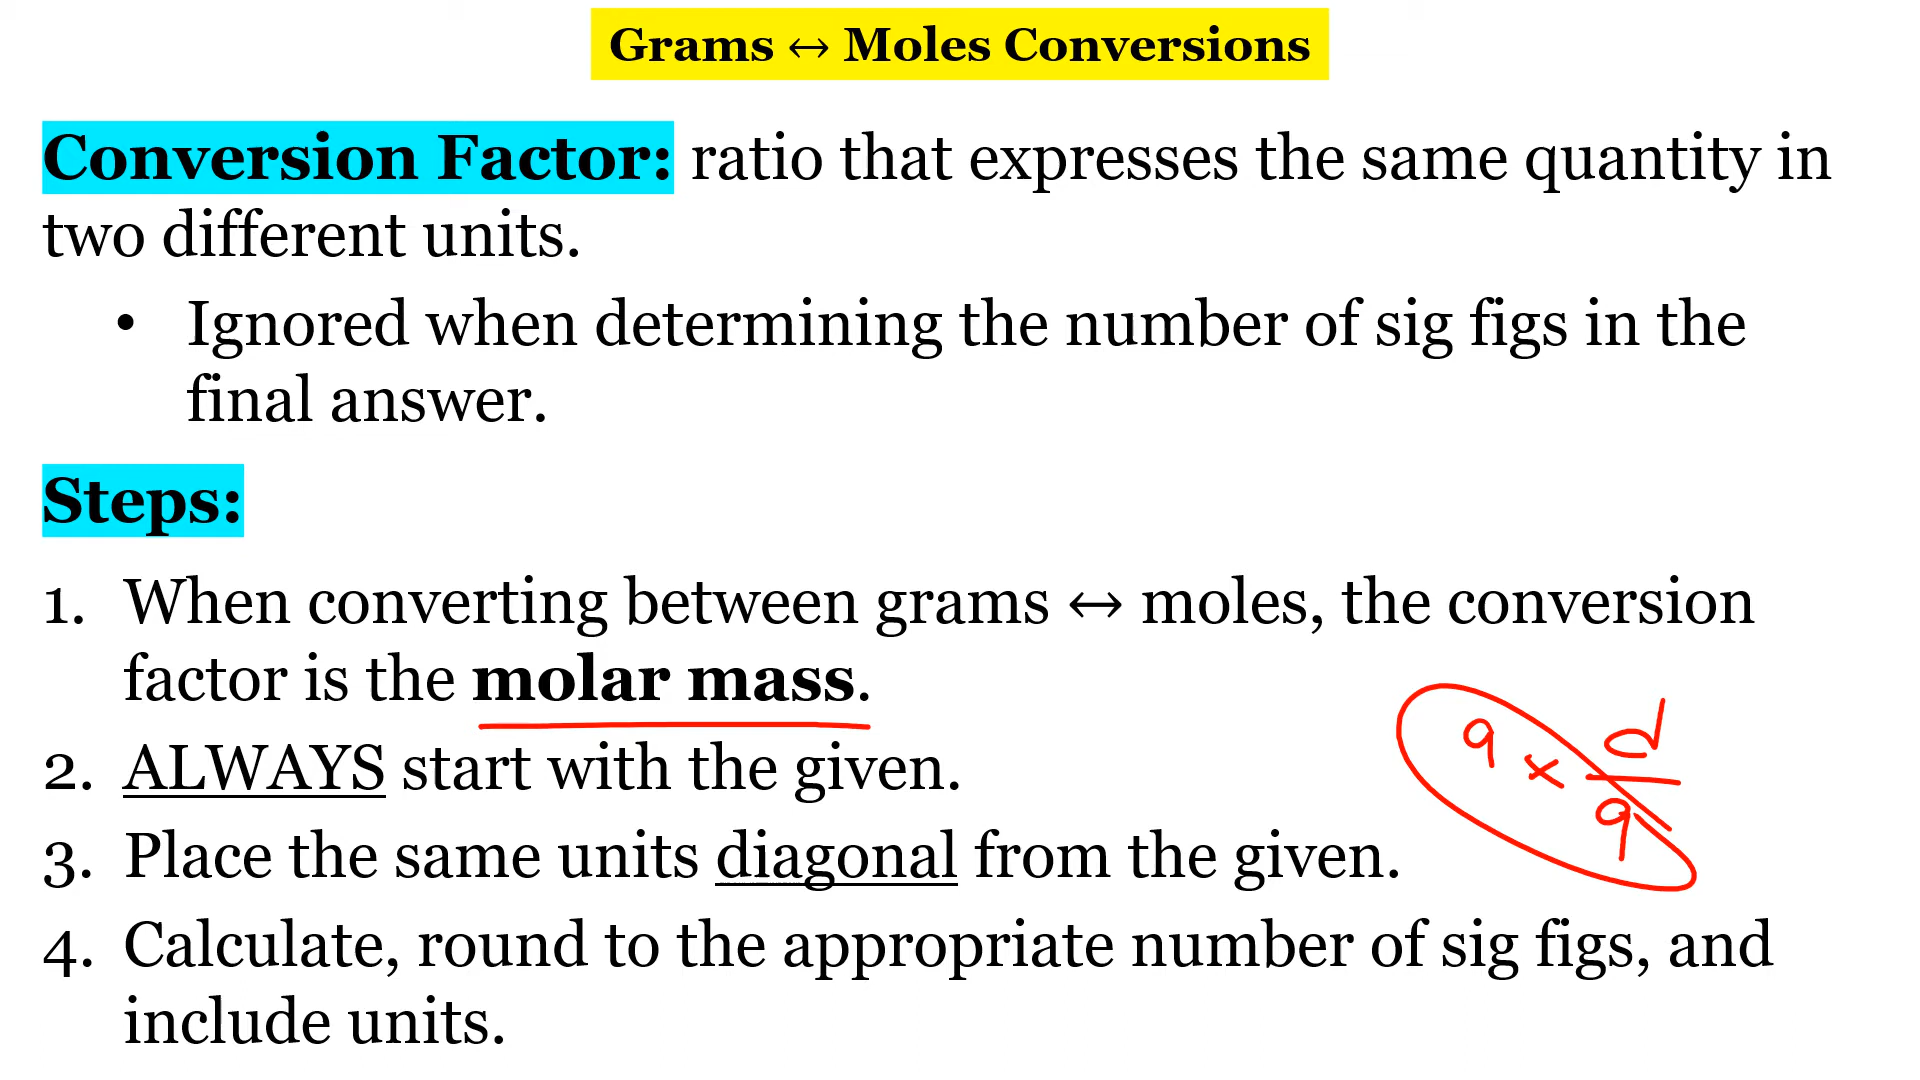 Grams ↔ Moles Conversions
Conversion Factor: ratio that expresses the same quantity in
two different units.
• Ignored when determining the number of sig figs in the
final answer.
Steps:
1. When converting between grams ↔ moles, the conversion
factor is the molar mass.
2. ALWAYS start with the given.
3. Place the same units diagonal from the given.
4. Calculate, round to the appropriate number of sig figs, and
include units.